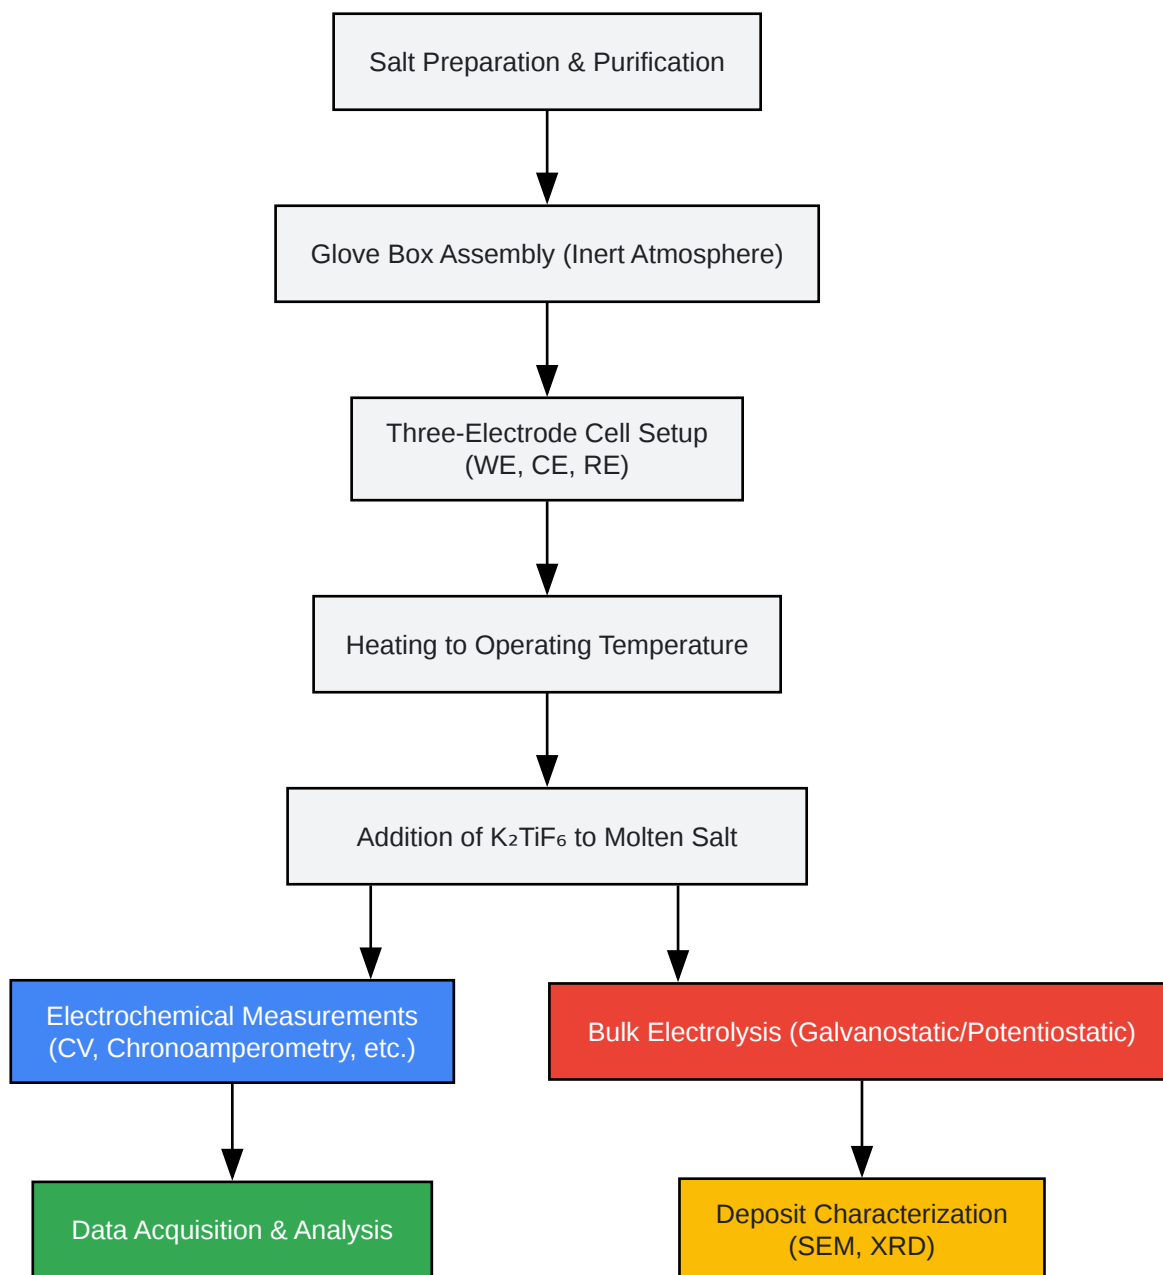 Salt Preparation & Purification
Glove Box Assembly (Inert Atmosphere)
Three-Electrode Cell Setup
(WE, CE, RE)
Heating to Operating Temperature
Addition of K₂TiF₆ to Molten Salt
Electrochemical Measurements
(CV, Chronoamperometry, etc.)
Bulk Electrolysis (Galvanostatic/Potentiostatic)
Data Acquisition & Analysis
Deposit Characterization
(SEM, XRD)